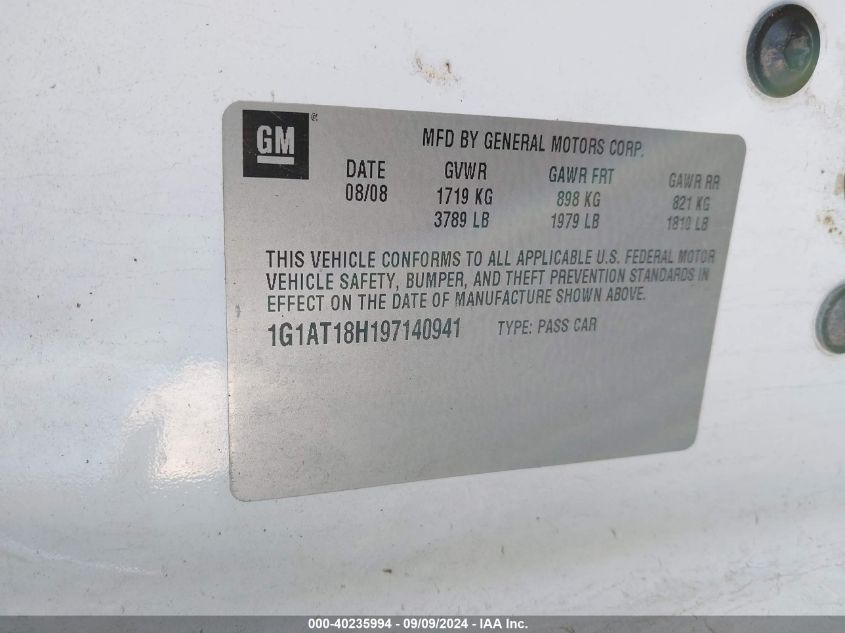 GM ®
MFD BY GENERAL MOTORS CORP.
DATE GVWR GAWR FRT GAWR RR
08/08 1719 KG 898 KG 821 KG
3789 LB 1979 LB 1810 LB
THIS VEHICLE CONFORMS TO ALL APPLICABLE U.S. FEDERAL MOTOR
VEHICLE SAFETY, BUMPER, AND THEFT PREVENTION STANDARDS IN
EFFECT ON THE DATE OF MANUFACTURE SHOWN ABOVE.
1G1AT18H197140941 TYPE: PASS CAR
000-40235994 - 09/09/2024 - IAA Inc.